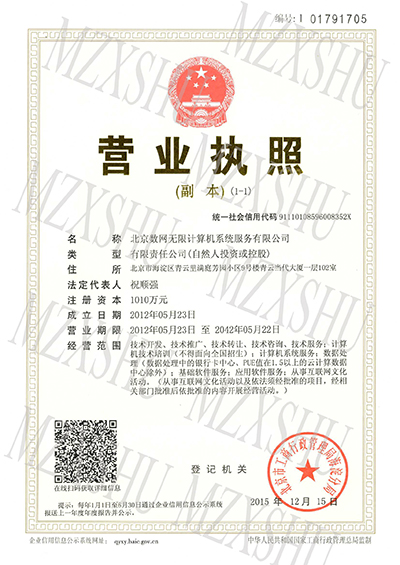 编号: 1 01791705
营业执照
(副 本) (1-1)
统一社会信用代码 91110108596008352X
名 称 北京数网无限计算机系统服务有限公司
类 型 有限责任公司(自然人投资或控股)
住 所 北京市海淀区青云里满庭芳园小区9号楼青云当代大厦一层102室
法定代表人 祝顺强
注册资本 1010万元
成立日期 2012年05月23日
营业期限 2012年05月23日 至 2042年05月22日
经营范围 技术开发、技术推广、技术转让、技术咨询、技术服务；计算
机技术培训（不得面向全国招生）；计算机系统服务；数据处
理（数据处理中的银行卡中心、PUE值在1.5以上的云计算数据
中心除外）；基础软件服务；应用软件服务；从事互联网文化
活动。（从事互联网文化活动以及依法须经批准的项目，经相
关部门批准后依批准的内容开展经营活动。）
在线扫码获取详细信息
登记机关
北京市工商行政管理局海淀分局
提示：每年1月1日至6月30日通过企业信用信息公示系统
报送上一年度年度报告并公示。
2015 年 12 月 15 日
企业信用信息公示系统网址： qyxy.baic.gov.cn
中华人民共和国国家工商行政管理总局监制
MZXSHU
MZXSHU
MZXSHU
MZXSHU
MZXSHU
MZXSHU